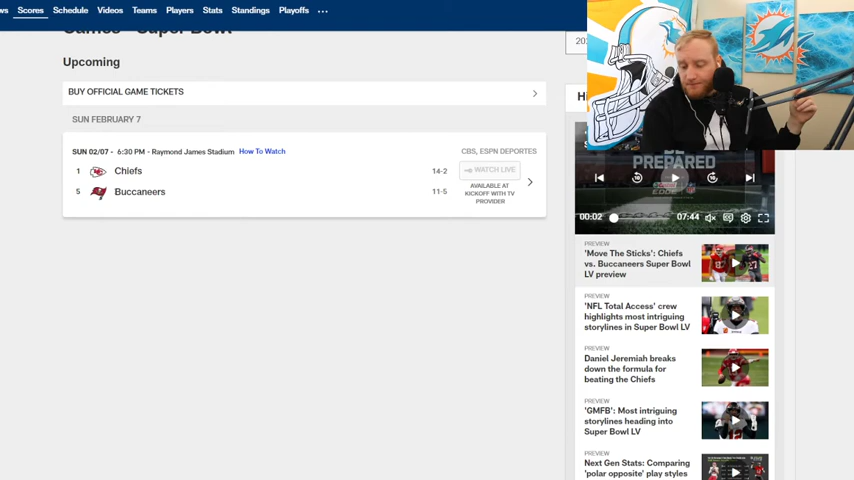 Scores
Schedule
Videos
Teams
Players
Stats
Standings
Playoffs
Games - Super Bowl
Upcoming
BUY OFFICIAL GAME TICKETS
SUN FEBRUARY 7
SUN 02/07 - 6:30 PM - Raymond James Stadium How To Watch
CBS, ESPN DEPORTES
1 Chiefs 14-2
5 Buccaneers 11-5
WATCH LIVE
AVAILABLE AT
KICKOFF WITH TV
PROVIDER
PREPARED
10
10
00:02
07:44
PREVIEW
'Move The Sticks': Chiefs
vs. Buccaneers Super Bowl
LV preview
PREVIEW
'NFL Total Access' crew
highlights most intriguing
storylines in Super Bowl LV
PREVIEW
Daniel Jeremiah breaks
down the formula for
beating the Chiefs
PREVIEW
'GMFB': Most intriguing
storylines heading into
Super Bowl LV
PREVIEW
Next Gen Stats: Comparing
'polar opposite' play styles